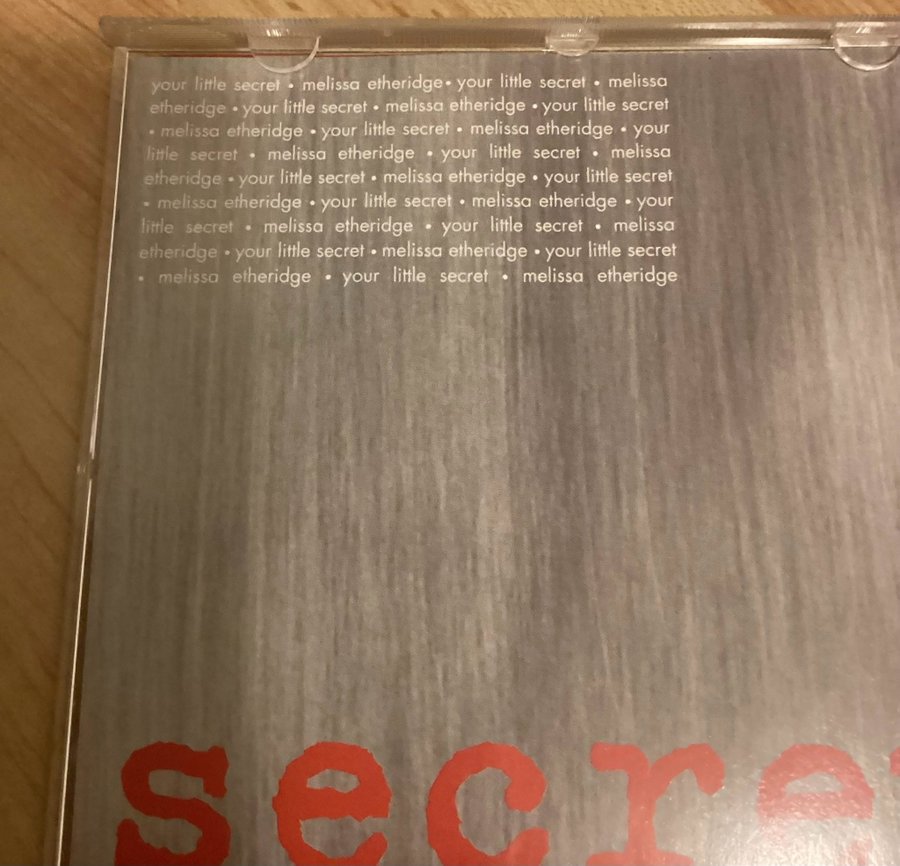 your little secret • melissa etheridge• your little secret • melissa
etheridge • your little secret • melissa etheridge • your little secret
• melissa etheridge • your little secret • melissa etheridge • your
little secret • melissa etheridge • your little secret • melissa
etheridge • your little secret • melissa etheridge • your little secret
• melissa etheridge • your little secret • melissa etheridge • your
little secret • melissa etheridge • your little secret • melissa
etheridge • your little secret • melissa etheridge • your little secret
• melissa etheridge • your little secret • melissa etheridge
secre